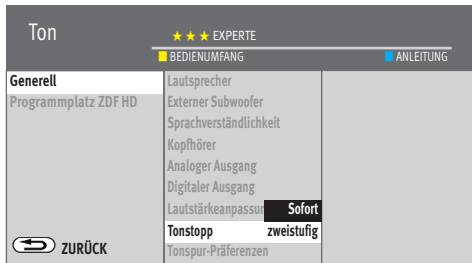 Ton
★ ★ ★ EXPERTE
BEDIENUMFANG
ANLEITUNG
Generell
Programmplatz ZDF HD
Lautsprecher
Externer Subwoofer
Sprachverständlichkeit
Kopfhörer
Analoger Ausgang
Digitaler Ausgang
Lautstärkeanpassun Sofort
Tonstopp zweistufig
Tonspur-Präferenzen
ZURÜCK